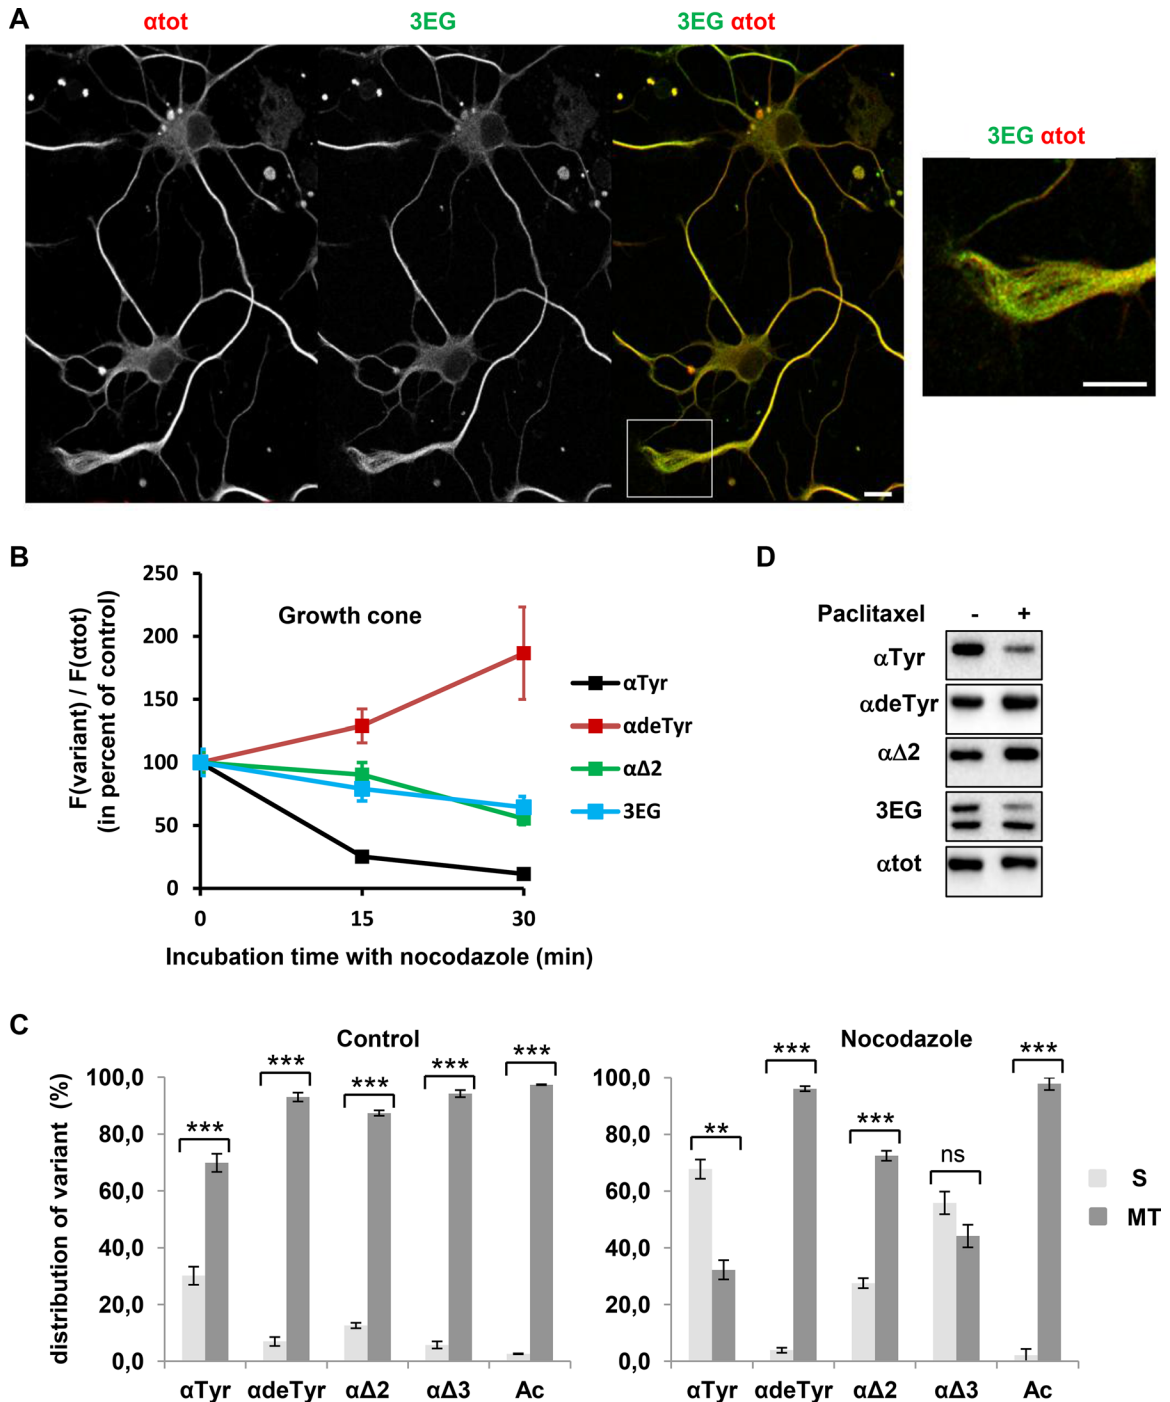 A
αtot
3EG
3EG αtot
3EG αtot
B
F(variant) / F(αtot)
(in percent of control)
250
200
150
100
50
0
Growth cone
αTyr
αdeTyr
αΔ2
3EG
0
15
30
Incubation time with nocodazole (min)
D
Paclitaxel
-
+
αTyr
αdeTyr
αΔ2
3EG
αtot
C
distribution of variant (%)
Control
100,0
80,0
60,0
40,0
20,0
0,0
***
***
***
***
***
αTyr
αdeTyr
αΔ2
αΔ3
Ac
Nocodazole
100,0
80,0
60,0
40,0
20,0
0,0
**
***
***
ns
***
αTyr
αdeTyr
αΔ2
αΔ3
Ac
S
MT